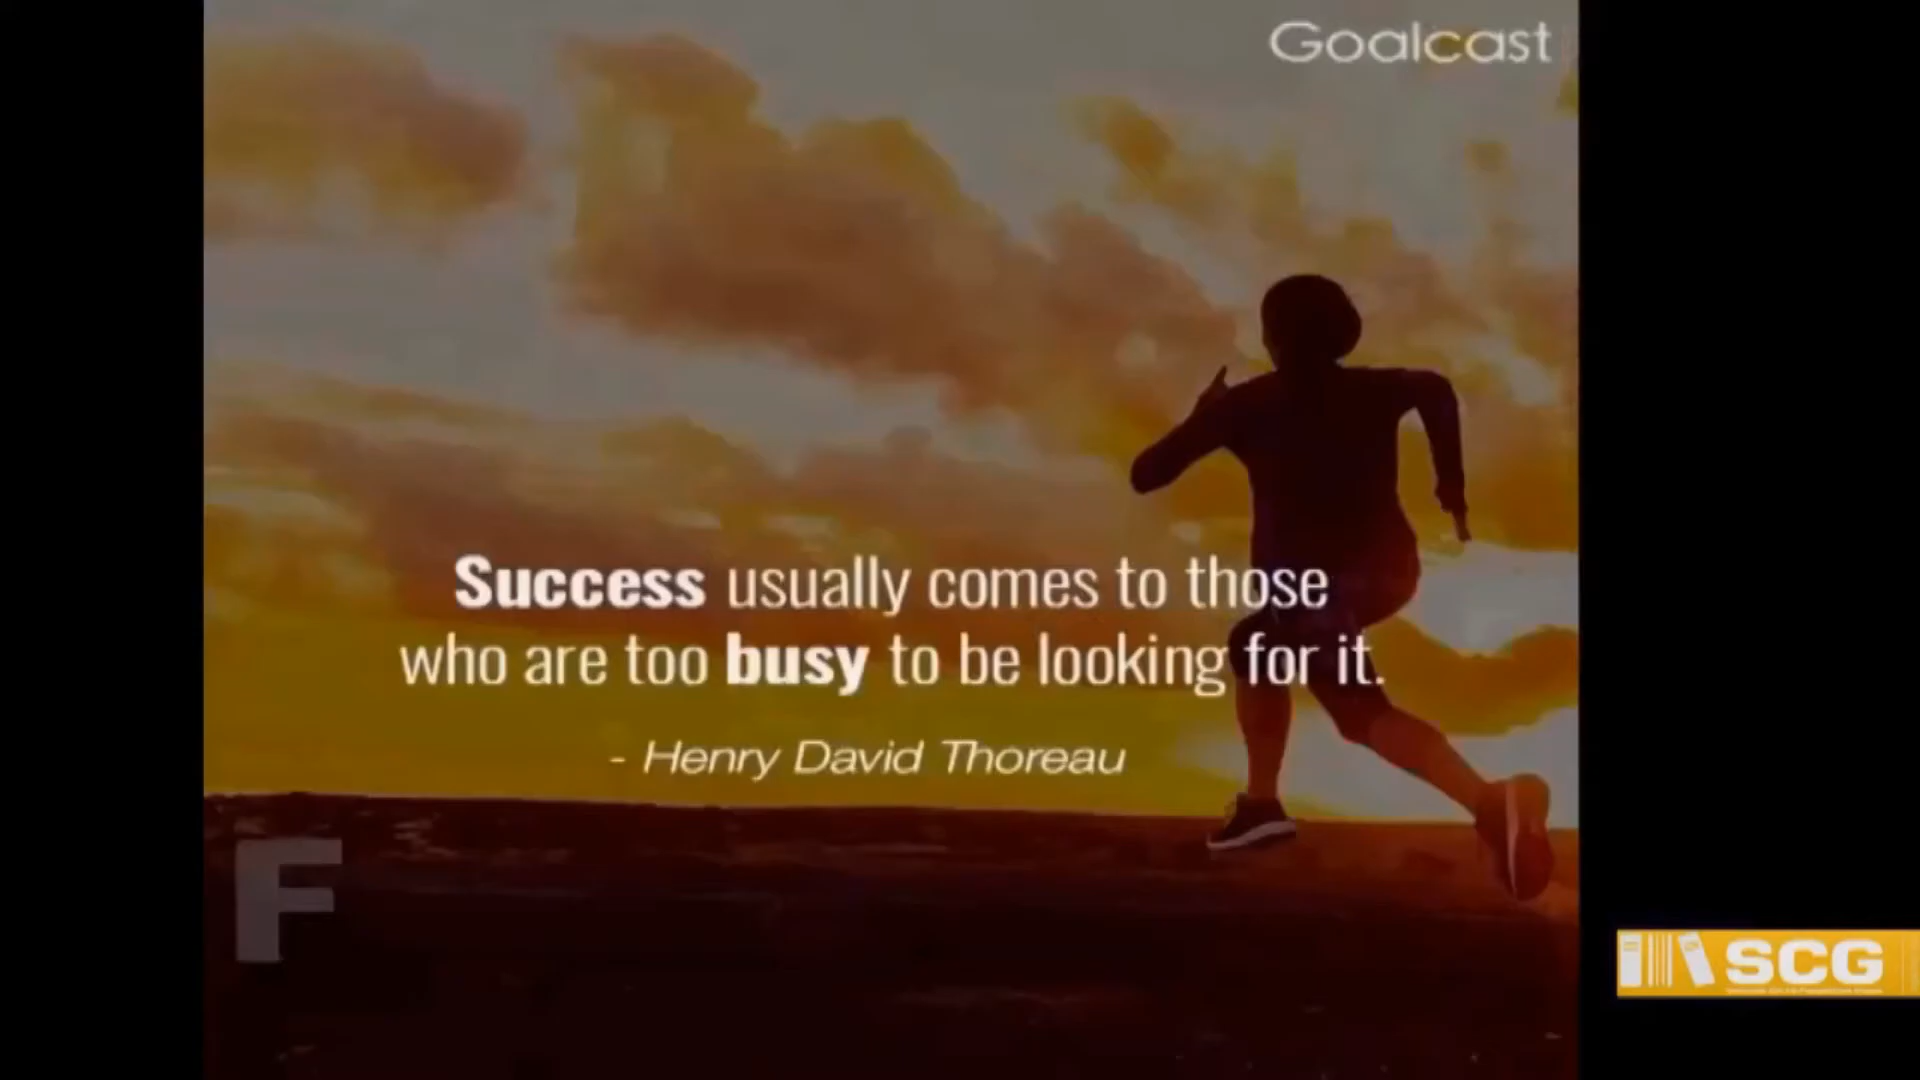 Goalcast
Success usually comes to those
who are too busy to be looking for it.
- Henry David Thoreau
F
SCG